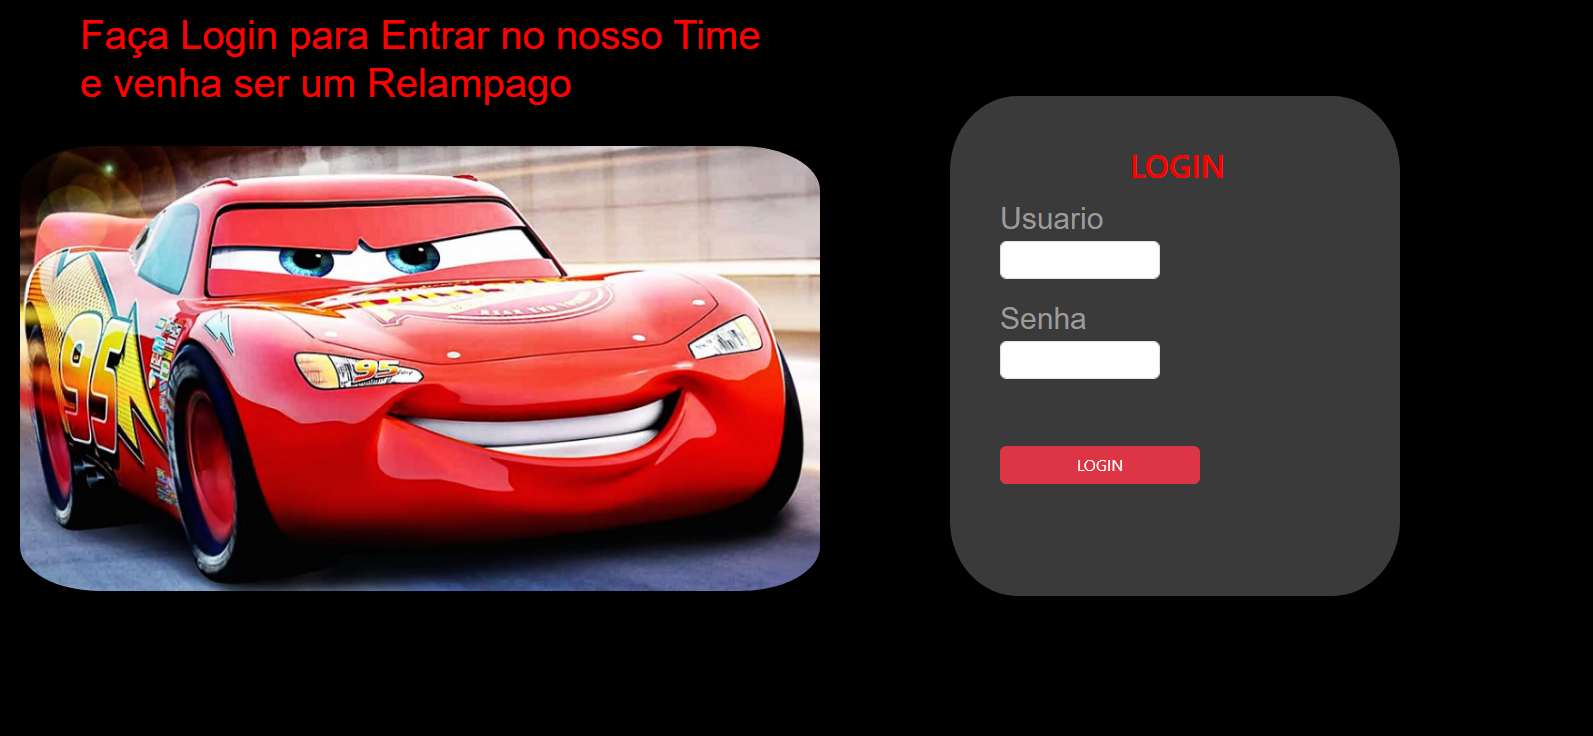 Faça Login para Entrar no nosso Time
e venha ser um Relampago
95
95
LOGIN
Usuario
Senha
LOGIN